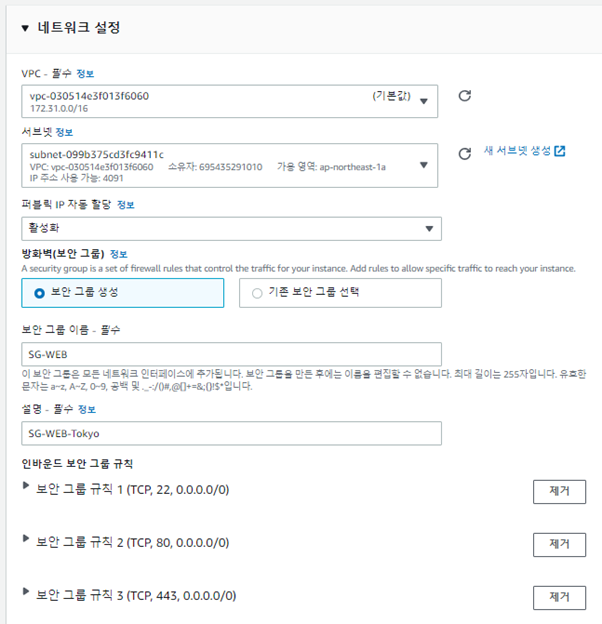 ▼ 네트워크 설정
VPC - 필수 정보
vpc-030514e3f013f6060 (기본값)
172.31.0.0/16
서브넷 정보
subnet-099b375cd3fc9411c
VPC: vpc-030514e3f013f6060 소유자: 695435291010 가용 영역: ap-northeast-1a
IP 주소 사용 가능: 4091
새 서브넷 생성
퍼블릭 IP 자동 할당 정보
활성화
방화벽(보안 그룹) 정보
A security group is a set of firewall rules that control the traffic for your instance. Add rules to allow specific traffic to reach your instance.
보안 그룹 생성
기존 보안 그룹 선택
보안 그룹 이름 - 필수
SG-WEB
이 보안 그룹은 모든 네트워크 인터페이스에 추가됩니다. 보안 그룹을 만든 후에는 이름을 편집할 수 없습니다. 최대 길이는 255자입니다. 유효한
문자는 a~z, A~Z, 0~9, 공백 및 ._-:/()#,@[]+=&;{}!$*입니다.
설명 - 필수 정보
SG-WEB-Tokyo
인바운드 보안 그룹 규칙
보안 그룹 규칙 1 (TCP, 22, 0.0.0.0/0) 제거
보안 그룹 규칙 2 (TCP, 80, 0.0.0.0/0) 제거
보안 그룹 규칙 3 (TCP, 443, 0.0.0.0/0) 제거